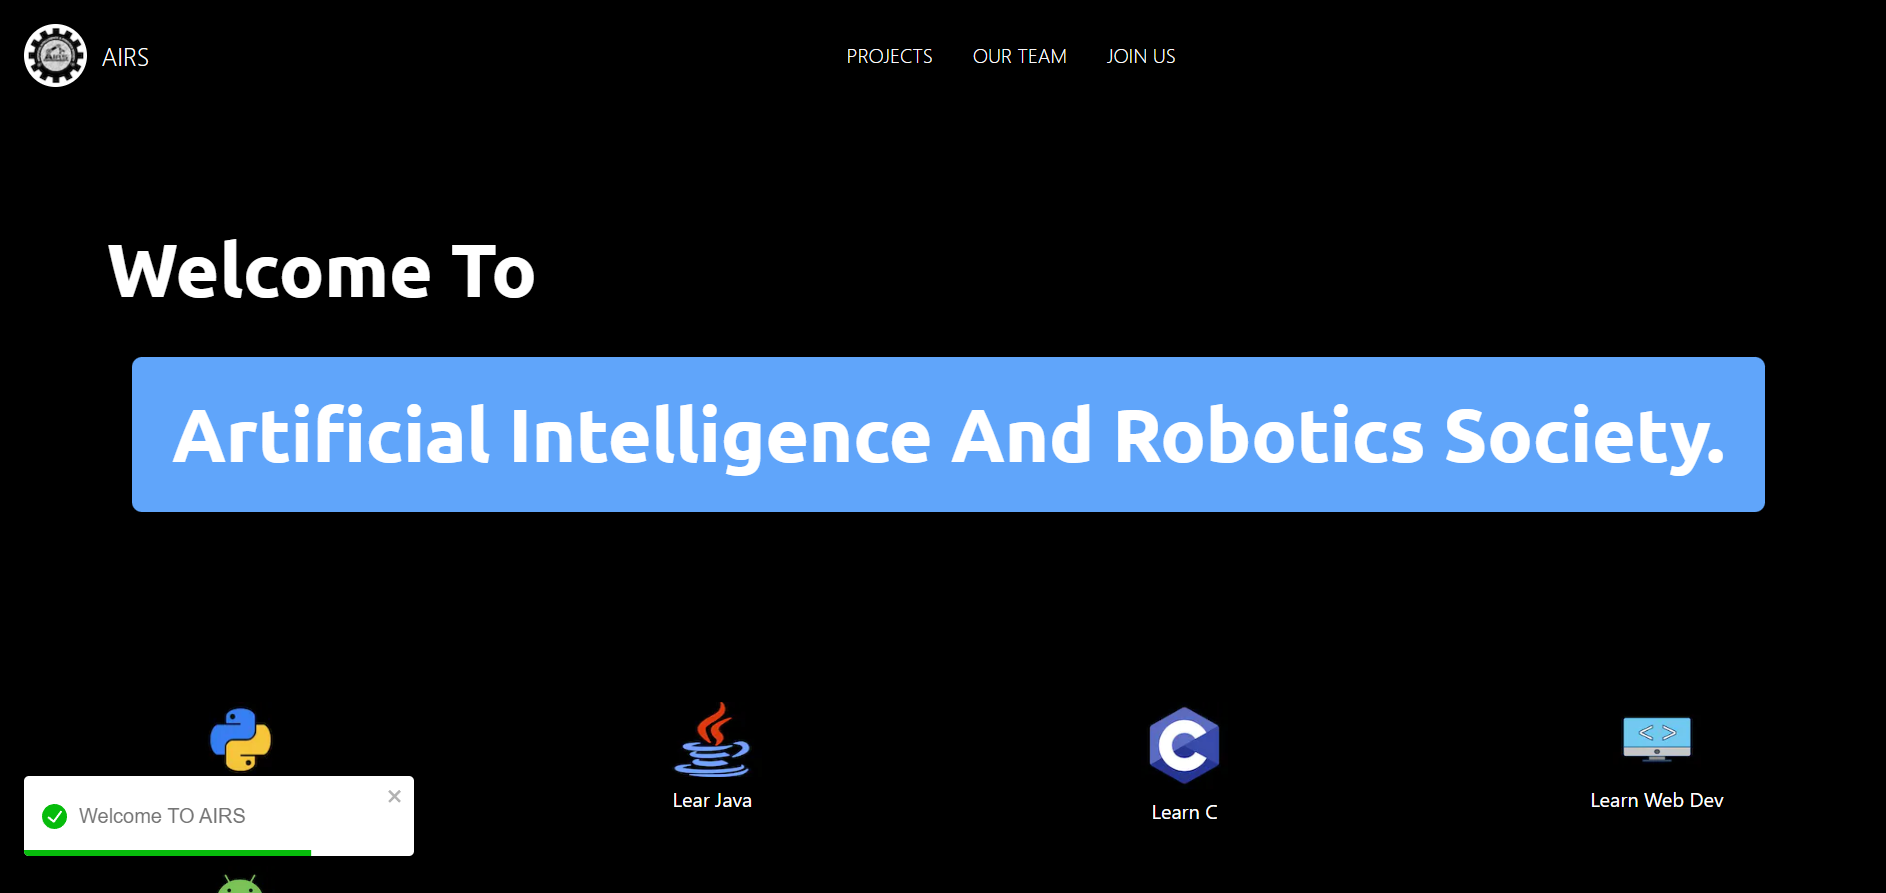 AIRS
PROJECTS OUR TEAM JOIN US
Welcome To
Artificial Intelligence And Robotics Society.
Lear Java
Learn C
Learn Web Dev
Welcome TO AIRS